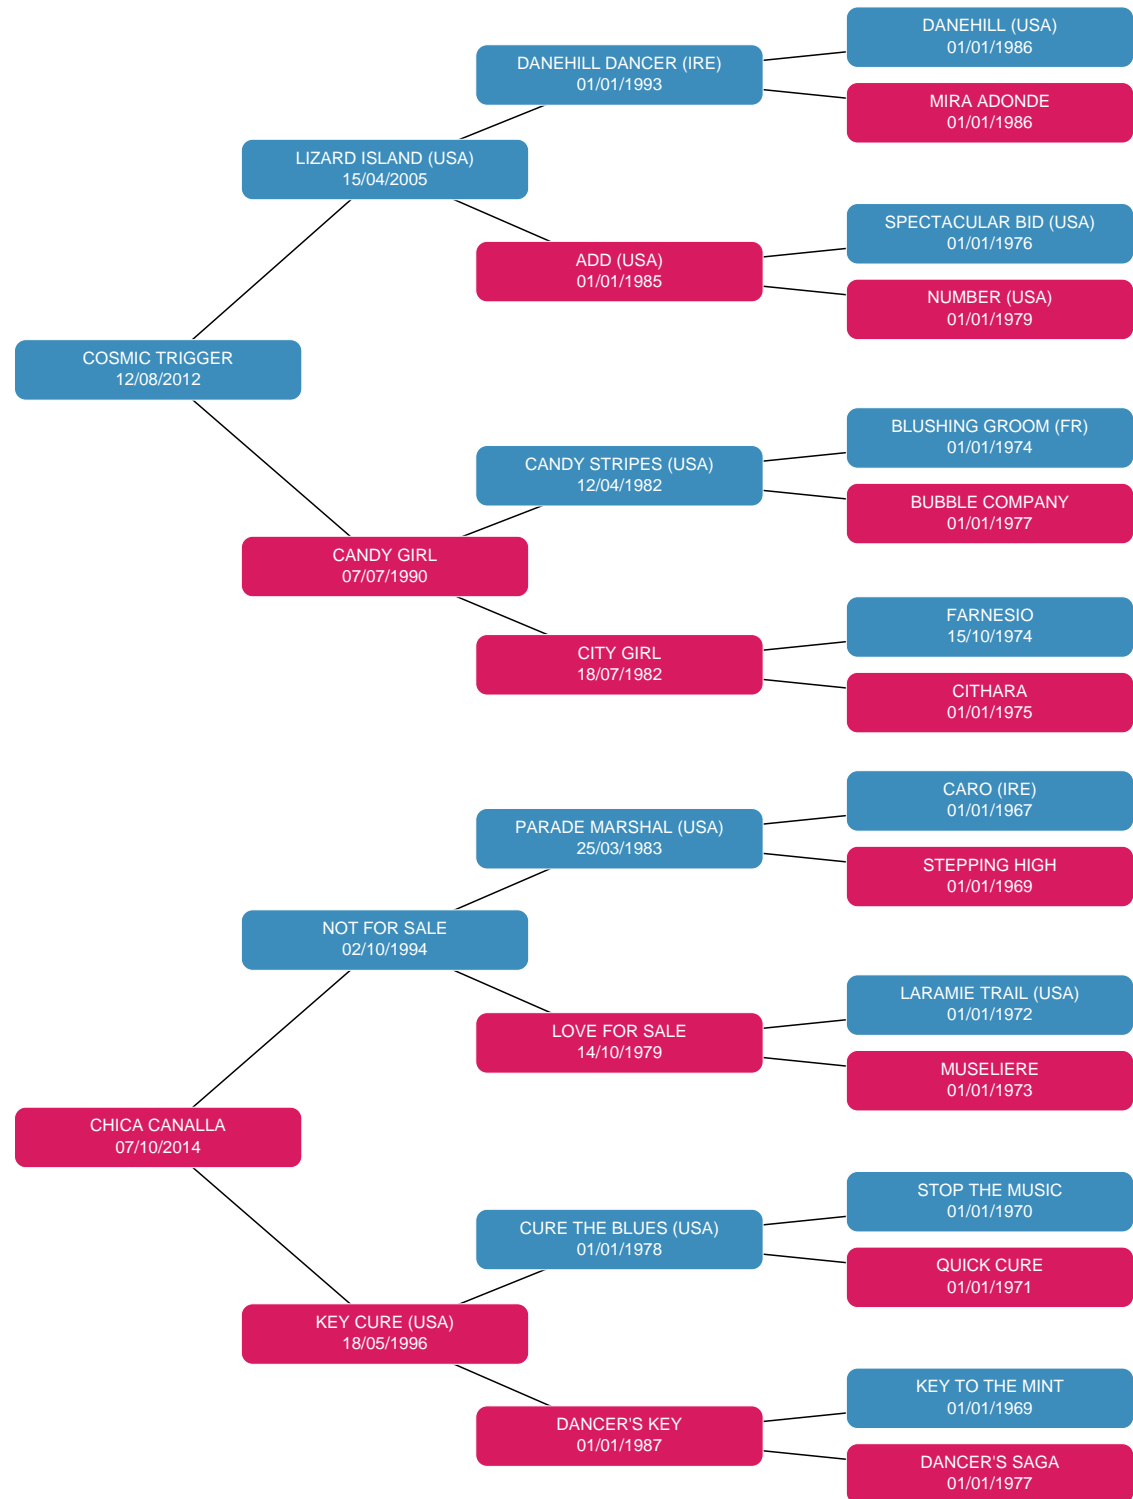 DANEHILL (USA)
01/01/1986
DANEHILL DANCER (IRE)
01/01/1993
MIRA ADONDE
01/01/1986
LIZARD ISLAND (USA)
15/04/2005
SPECTACULAR BID (USA)
01/01/1976
ADD (USA)
01/01/1985
NUMBER (USA)
01/01/1979
COSMIC TRIGGER
12/08/2012
BLUSHING GROOM (FR)
01/01/1974
CANDY STRIPES (USA)
12/04/1982
BUBBLE COMPANY
01/01/1977
CANDY GIRL
07/07/1990
FARNESIO
15/10/1974
CITY GIRL
18/07/1982
CITHARA
01/01/1975
CARO (IRE)
01/01/1967
PARADE MARSHAL (USA)
25/03/1983
STEPPING HIGH
01/01/1969
NOT FOR SALE
02/10/1994
LARAMIE TRAIL (USA)
01/01/1972
LOVE FOR SALE
14/10/1979
MUSELIERE
01/01/1973
CHICA CANALLA
07/10/2014
STOP THE MUSIC
01/01/1970
CURE THE BLUES (USA)
01/01/1978
QUICK CURE
01/01/1971
KEY CURE (USA)
18/05/1996
KEY TO THE MINT
01/01/1969
DANCER'S KEY
01/01/1987
DANCER'S SAGA
01/01/1977